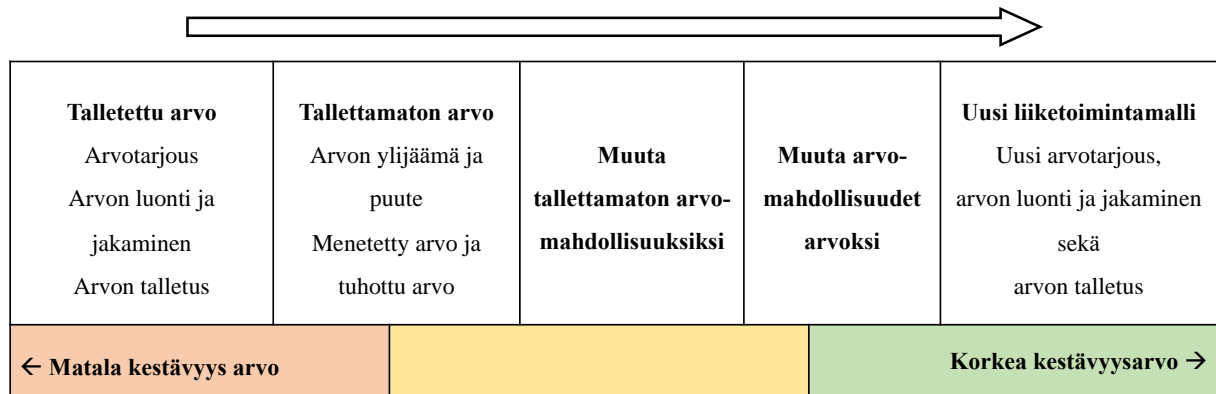 Talletettu arvo
Arvotarjous
Arvon luonti ja
jakaminen
Arvon talletus
Tallettamaton arvo
Arvon ylijäämä ja
puute
Menetetty arvo ja
tuhottu arvo
Muuta
tallettamaton arvo-
mahdollisuuksiksi
Muuta arvo-
mahdollisuudet
arvoksi
Uusi liiketoimintamalli
Uusi arvotarjous,
arvon luonti ja jakaminen
sekä
arvon talletus
← Matala kestävyys arvo
Korkea kestävyysarvo →